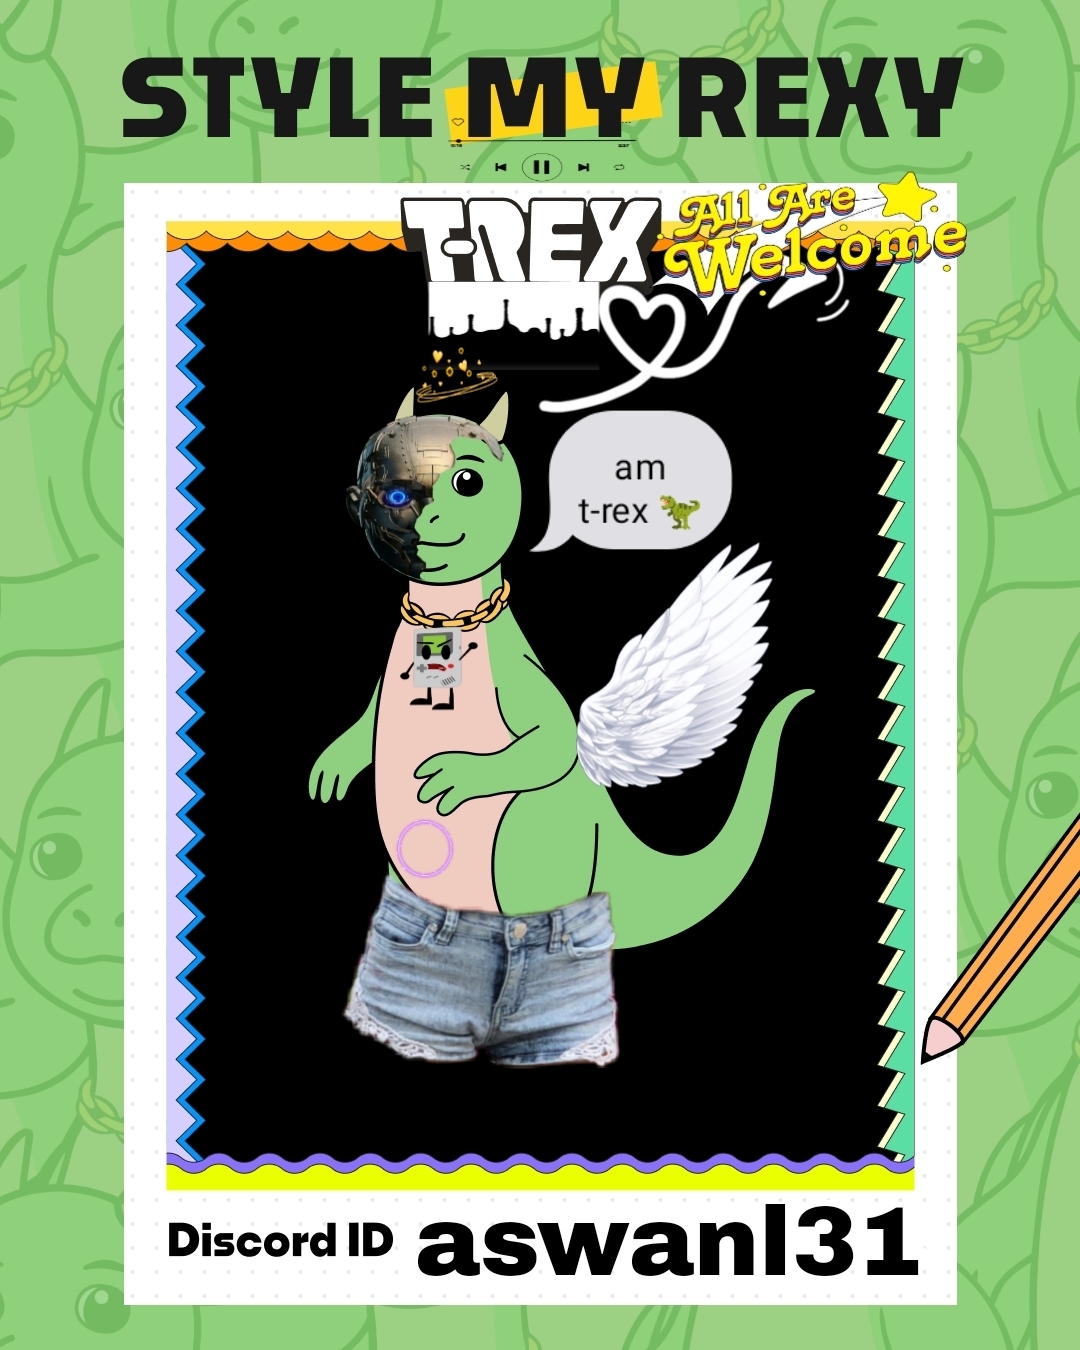 STYLE MY REXY
T-REX
All Are
Welcome
am
t-rex 🦖
Discord ID aswanl31